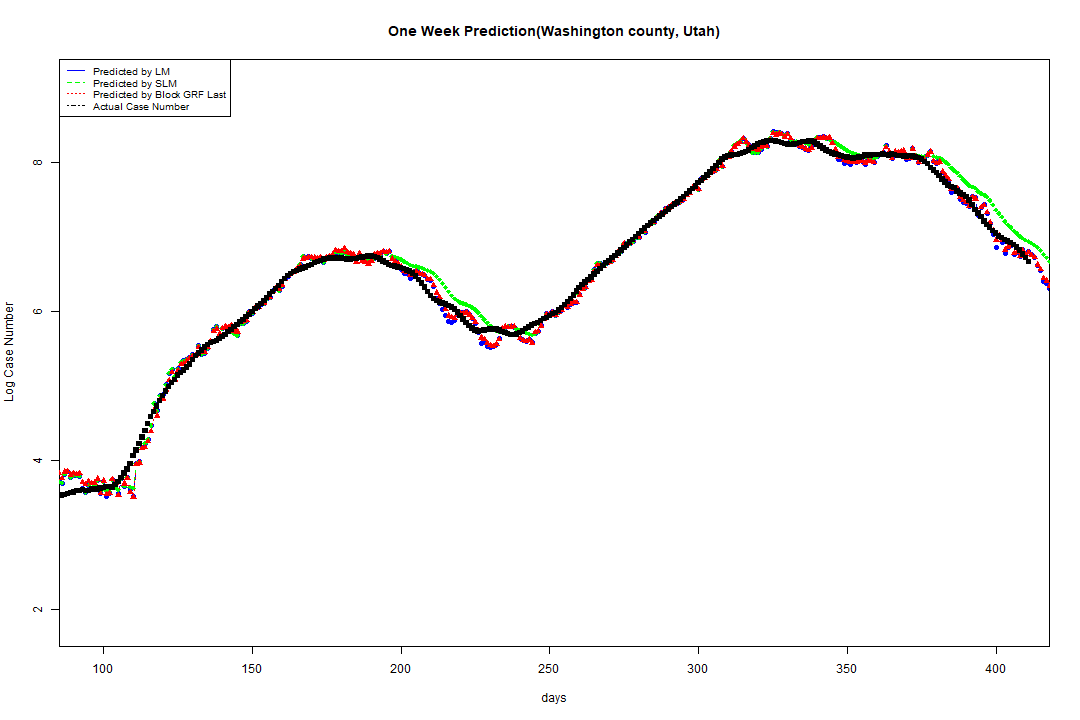 One Week Prediction(Washington county, Utah)
Predicted by LM
Predicted by SLM
Predicted by Block GRF Last
Actual Case Number
8
6
4
2
Log Case Number
100 150 200 250 300 350 400
days